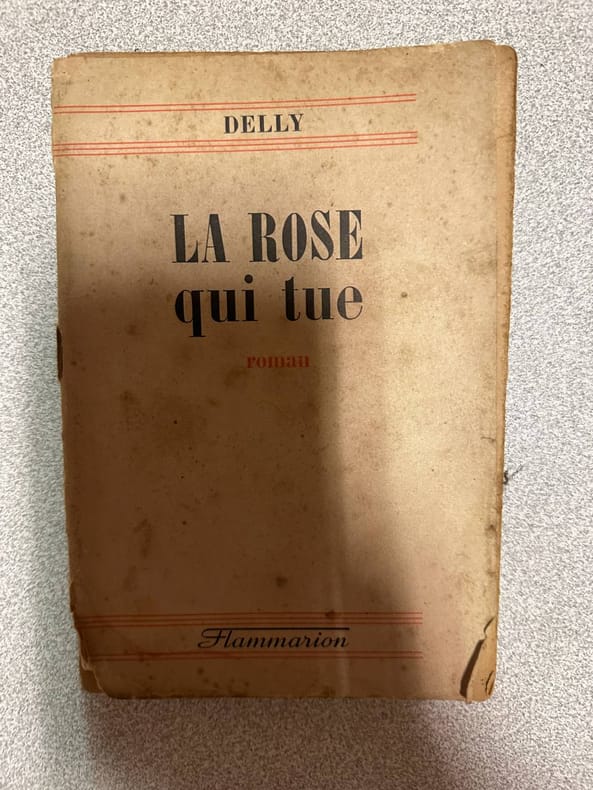 DELLY
LA ROSE
qui tue
roman
Flammarion